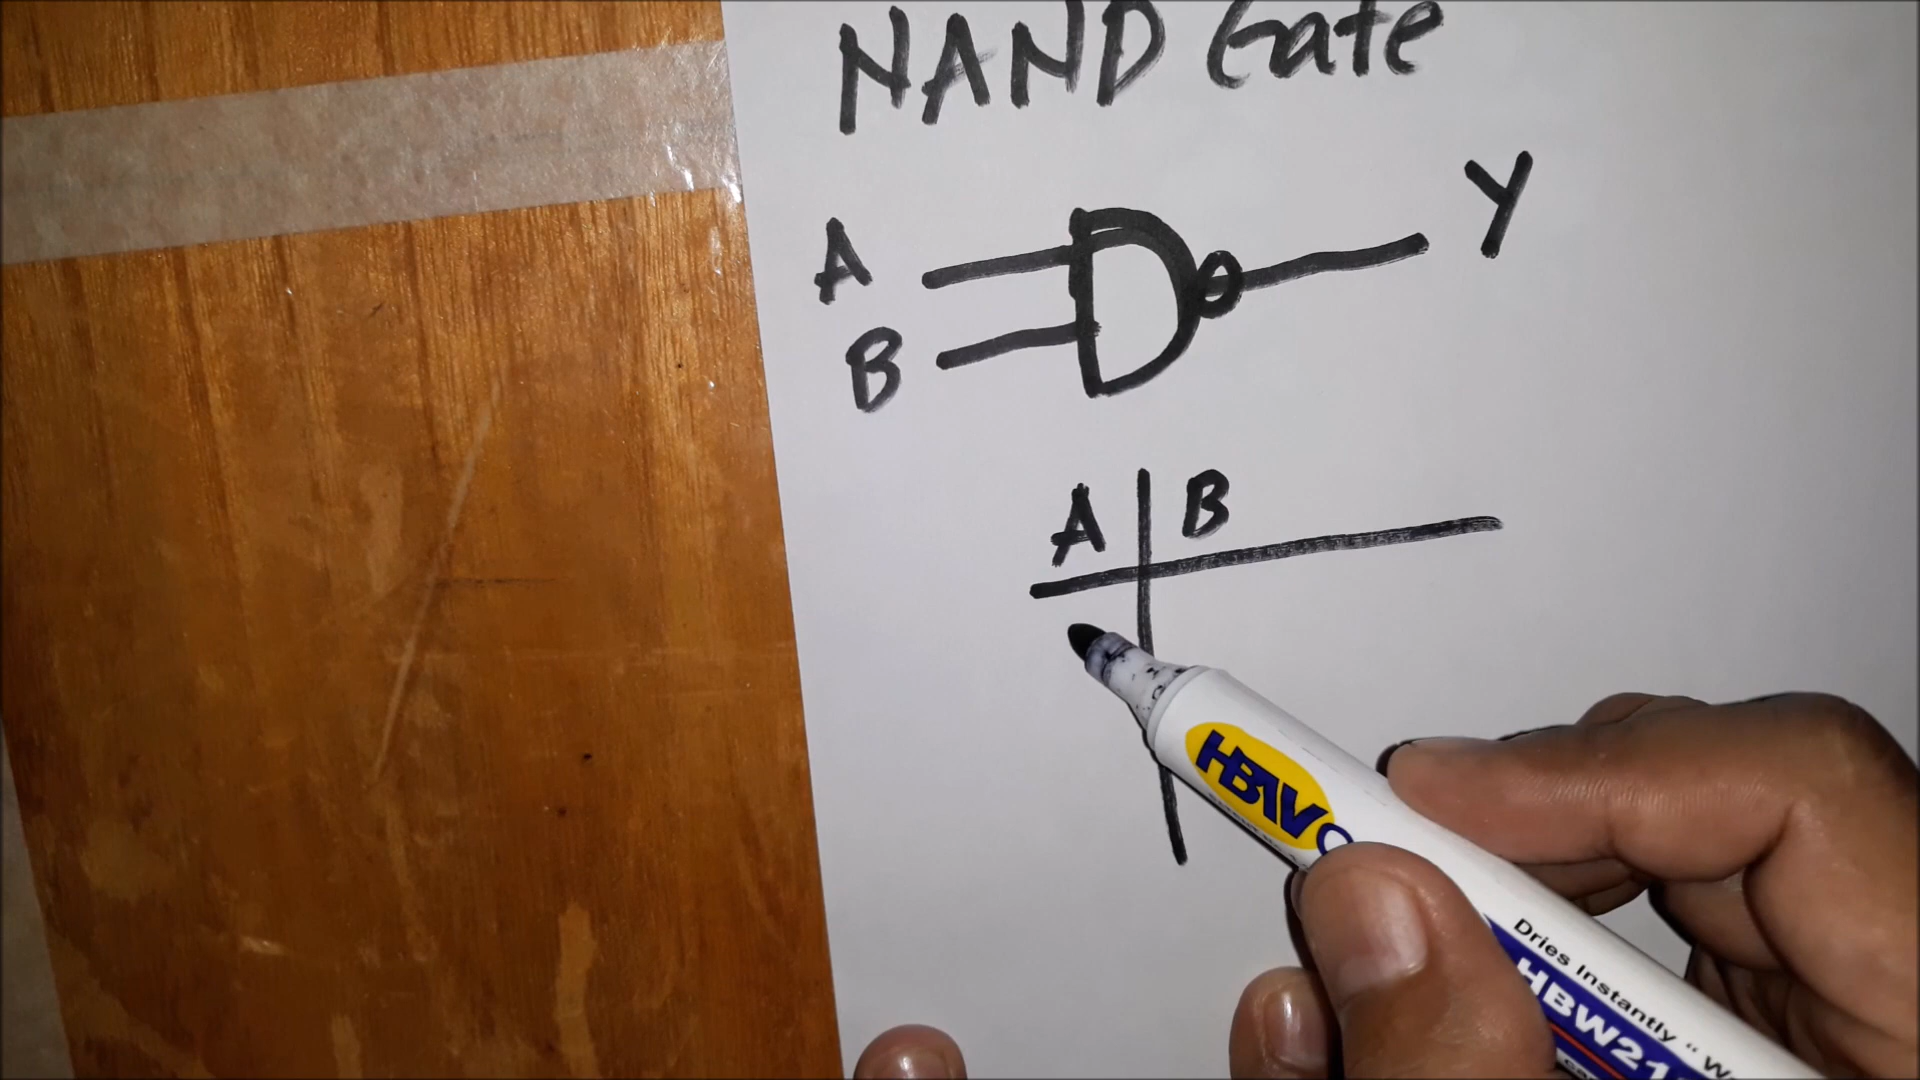 NAND Gate
A
Y
B
A B
HBW
Dries Instantly "
HBW21